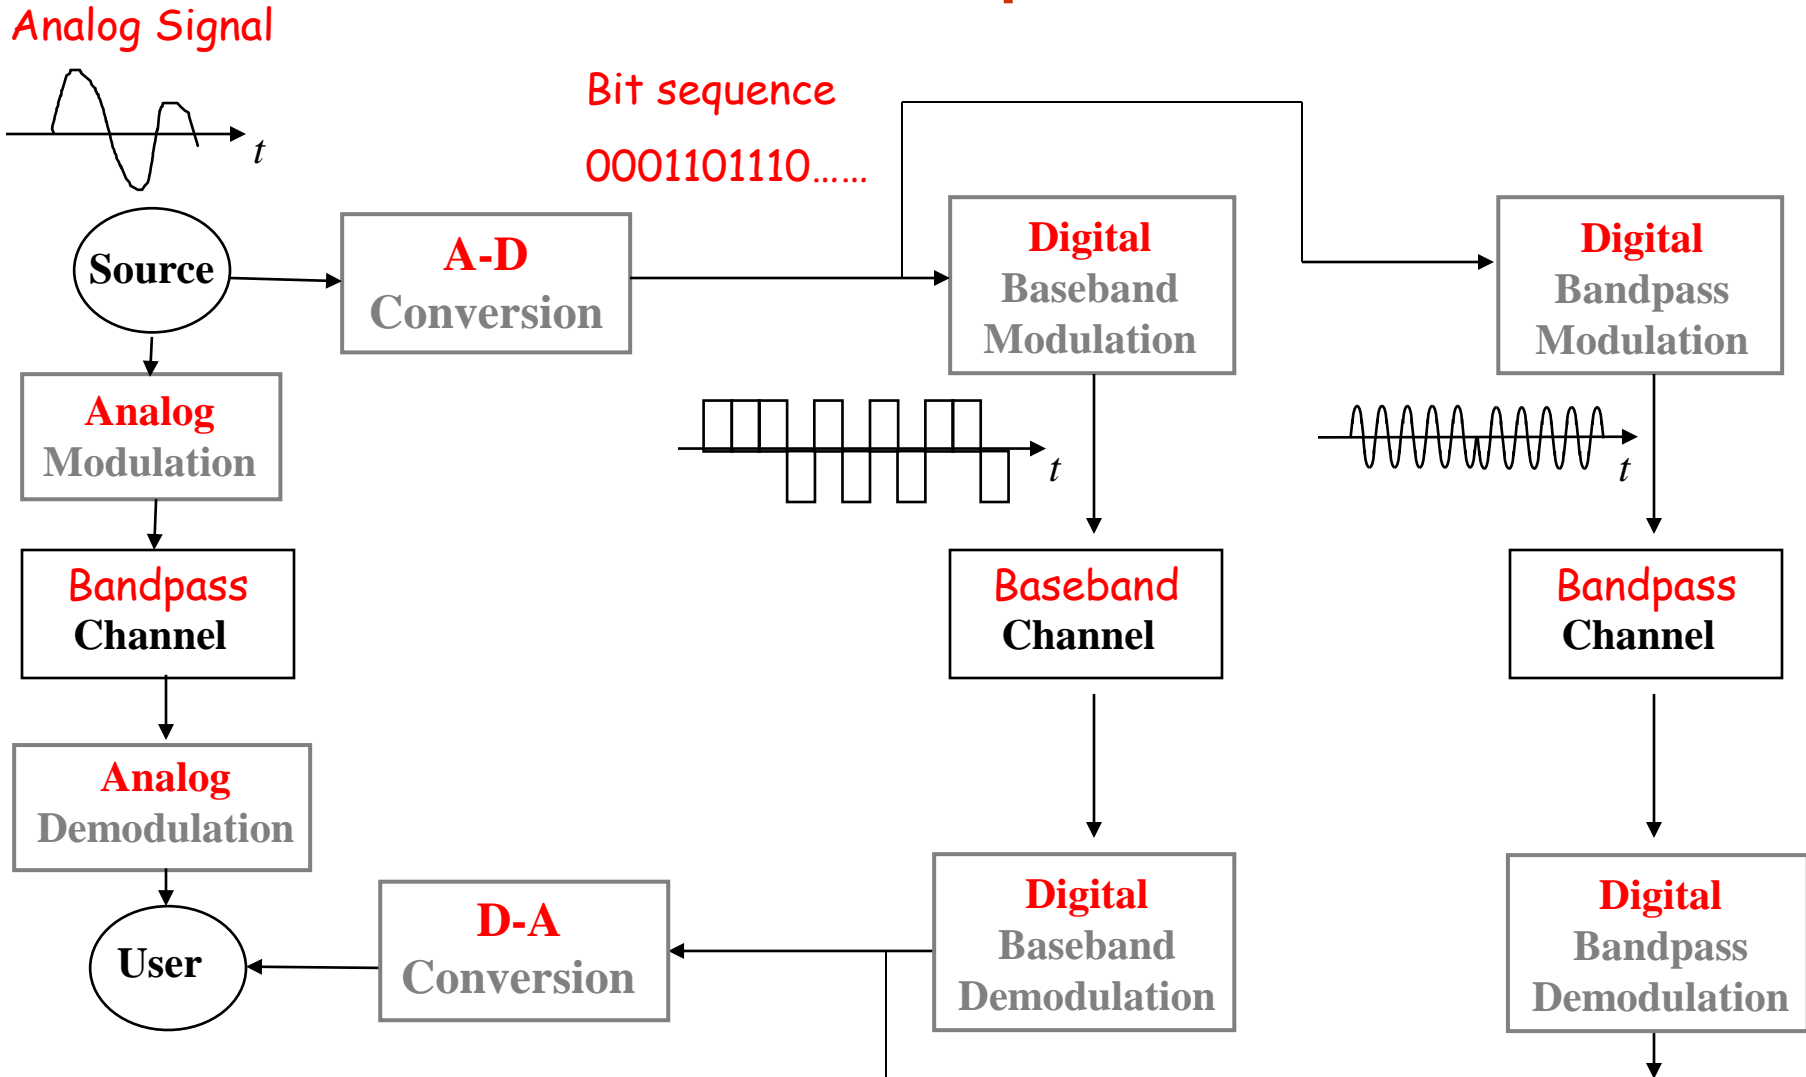 Analog Signal
t
Bit sequence
0001101110......
Source
A-D
Conversion
Digital
Baseband
Modulation
Digital
Bandpass
Modulation
Analog
Modulation
t
t
Bandpass
Channel
Baseband
Channel
Bandpass
Channel
Analog
Demodulation
User
D-A
Conversion
Digital
Baseband
Demodulation
Digital
Bandpass
Demodulation